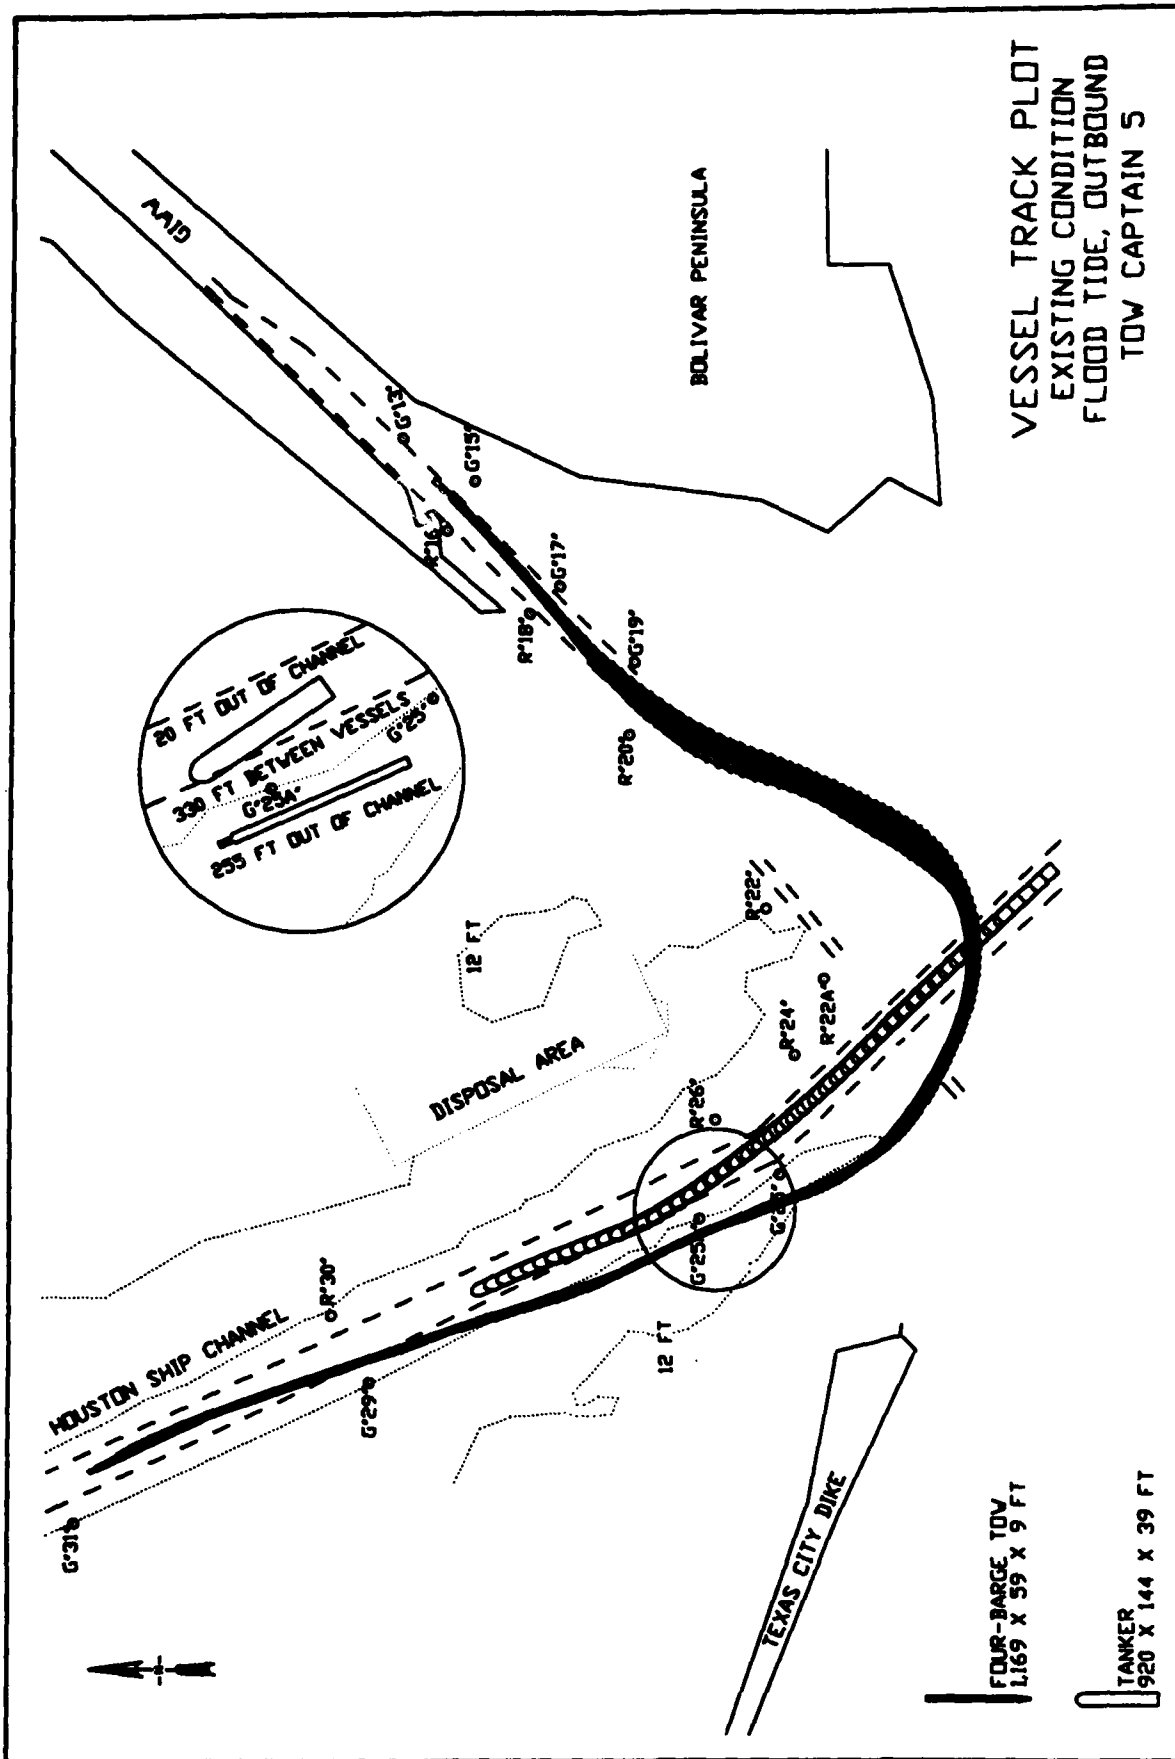 VESSEL TRACK PLOT
EXISTING CONDITION
FLOOD TIDE, OUTBOUND
TOW CAPTAIN 5
GIWW
BOLIVAR PENINSULA
G"13"
G"15"
R"16"
G"17"
R"18"
G"19"
R"20"
R"22"
R"22A"
R"24"
R"26"
G"25"
R"30"
G"29"
G"31"
20 FT OUT OF CHANNEL
330 FT BETWEEN VESSELS
G"25"
G"25A"
255 FT OUT OF CHANNEL
12 FT
DISPOSAL AREA
HOUSTON SHIP CHANNEL
12 FT
TEXAS CITY DIKE
FOUR-BARGE TOW
1,169 X 59 X 9 FT
TANKER
920 X 144 X 39 FT